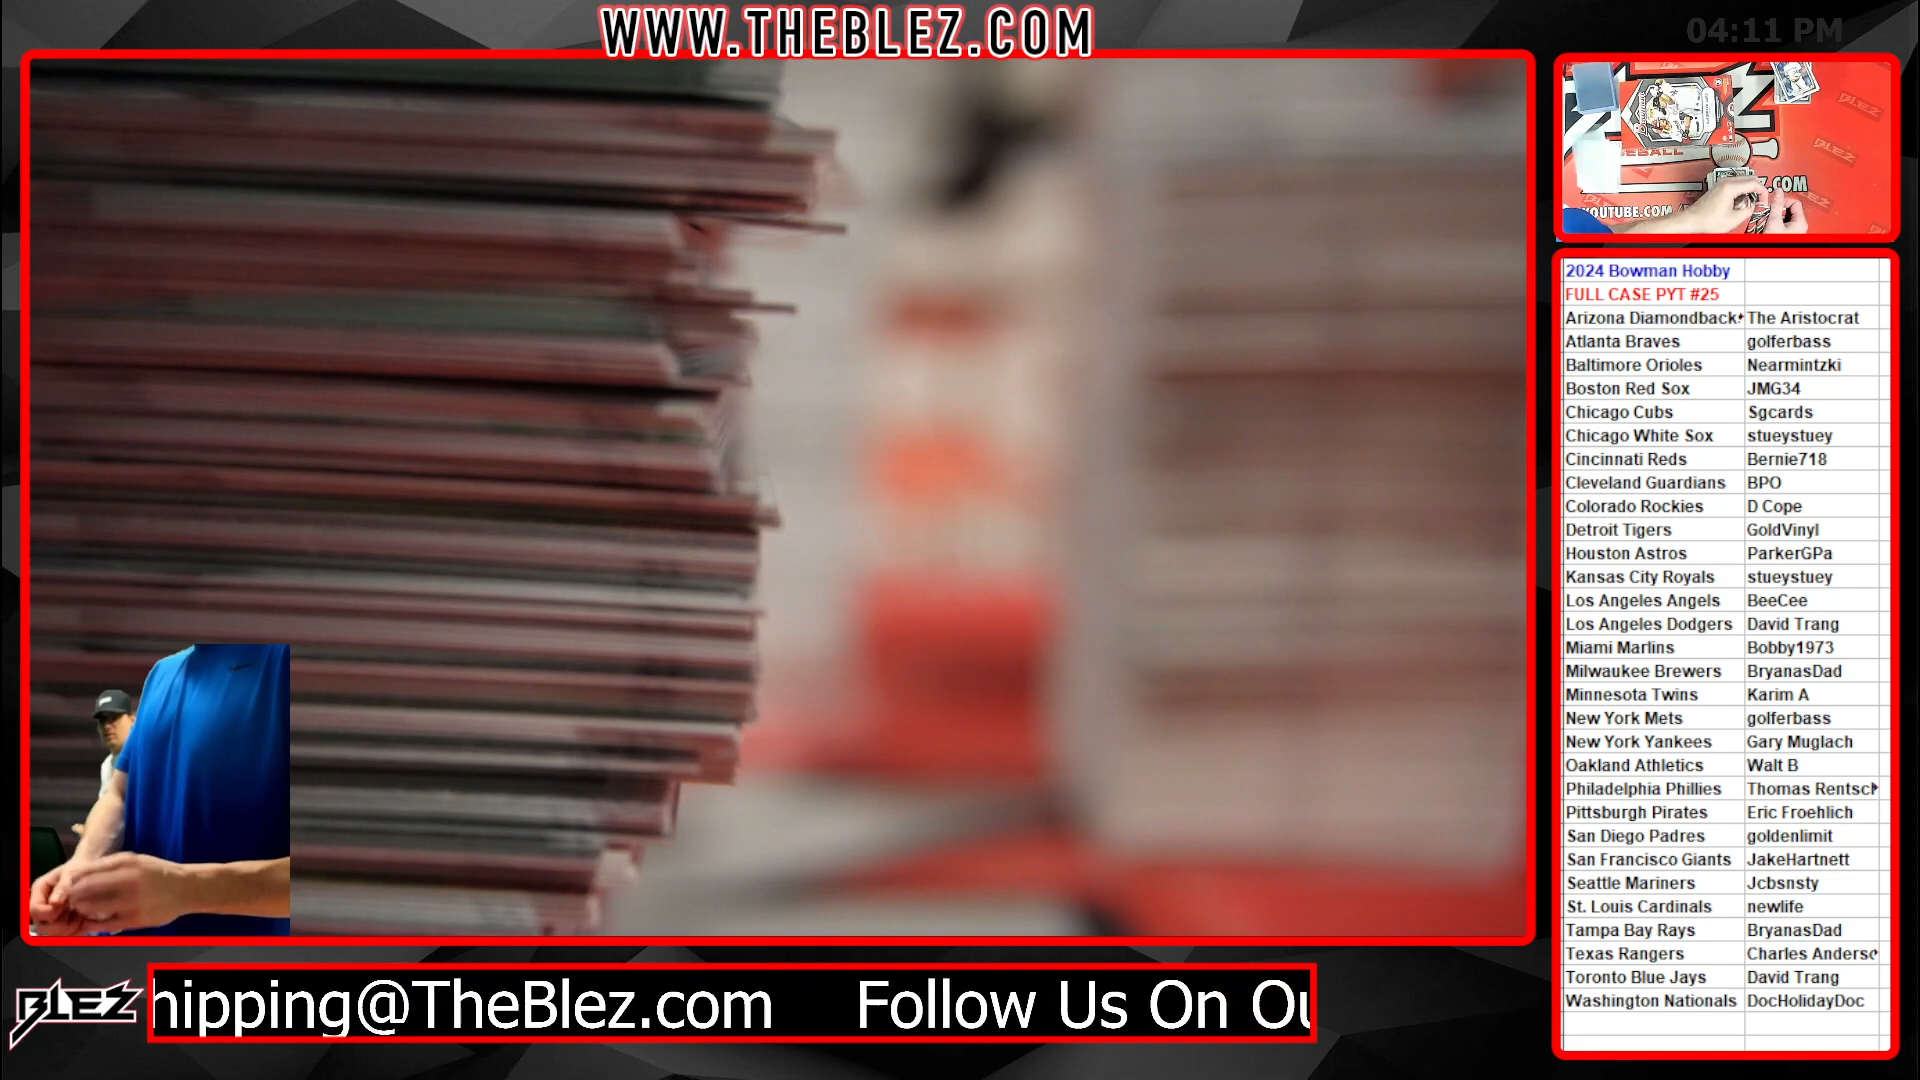 WWW.THEBLEZ.COM
04:11 PM
BLEZ
BLEZ
.COM
YOUTUBE.COM
2024 Bowman Hobby
FULL CASE PYT #25
Arizona Diamondback The Aristocrat
Atlanta Braves golferbass
Baltimore Orioles Nearmintzki
Boston Red Sox JMG34
Chicago Cubs Sgcards
Chicago White Sox stueystuey
Cincinnati Reds Bernie718
Cleveland Guardians BPO
Colorado Rockies D Cope
Detroit Tigers GoldVinyl
Houston Astros ParkerGPa
Kansas City Royals stueystuey
Los Angeles Angels BeeCee
Los Angeles Dodgers David Trang
Miami Marlins Bobby1973
Milwaukee Brewers BryanasDad
Minnesota Twins Karim A
New York Mets golferbass
New York Yankees Gary Muglach
Oakland Athletics Walt B
Philadelphia Phillies Thomas Rentsch
Pittsburgh Pirates Eric Froehlich
San Diego Padres goldenlimit
San Francisco Giants JakeHartnett
Seattle Mariners Jcbsnsty
St. Louis Cardinals newlife
Tampa Bay Rays BryanasDad
Texas Rangers Charles Anderso
Toronto Blue Jays David Trang
Washington Nationals DocHolidayDoc
BLEZ
hipping@TheBlez.com Follow Us On Ou